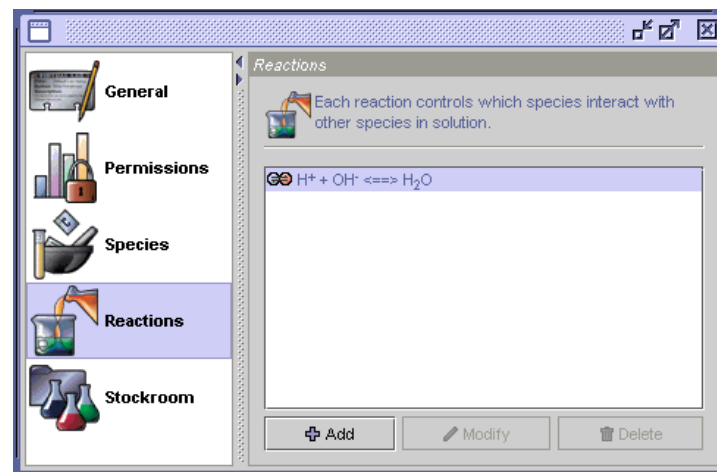 General
Permissions
Species
Reactions
Stockroom
Reactions
Each reaction controls which species interact with
other species in solution.
H⁺ + OH⁻ <==> H₂O
Add
Modify
Delete